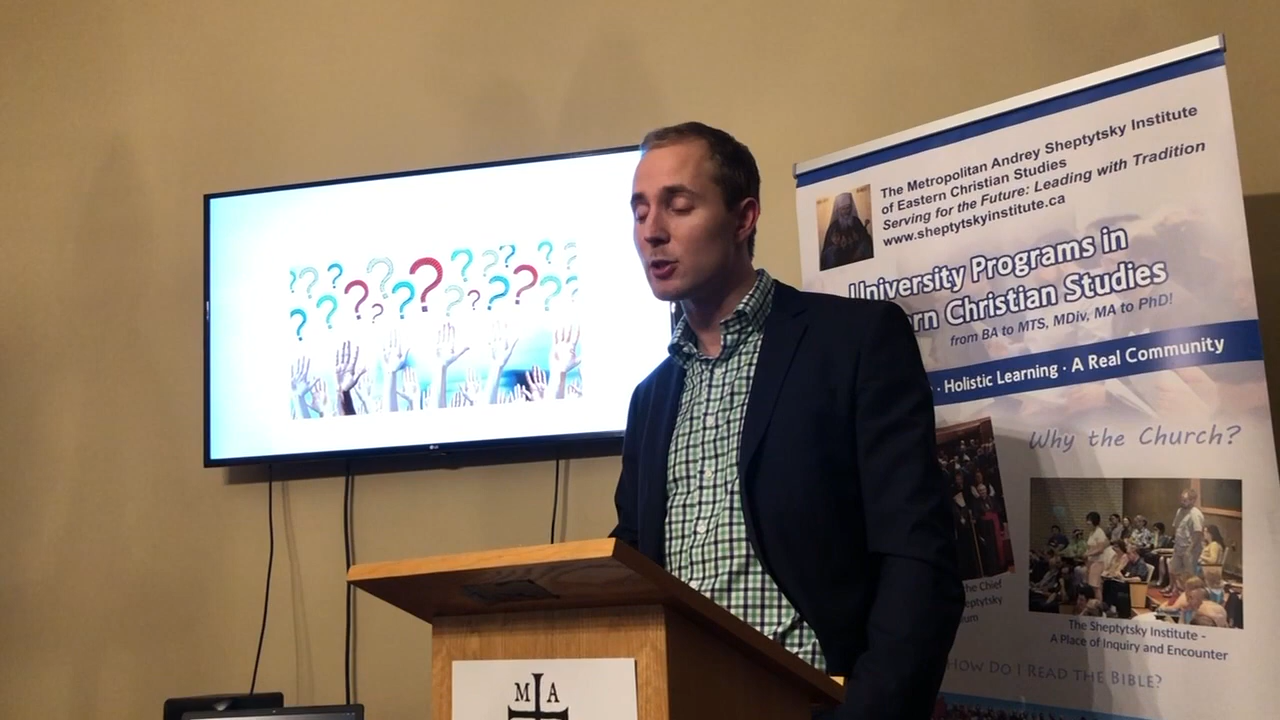 The Metropolitan Andrey Sheptytsky Institute
of Eastern Christian Studies
Serving for the Future: Leading with Tradition
www.sheptytskyinstitute.ca
University Programs in
Christian Studies
from BA to MTS, MDiv, MA to PhD!
· Holistic Learning · A Real Community
Why the Church?
The Sheptytsky Institute -
A Place of Inquiry and Encounter
How Do I Read the Bible?
M A
LG
? ? ? ? ? ? ? ? ? ? ? ? ? ? ? ? ? ? ?